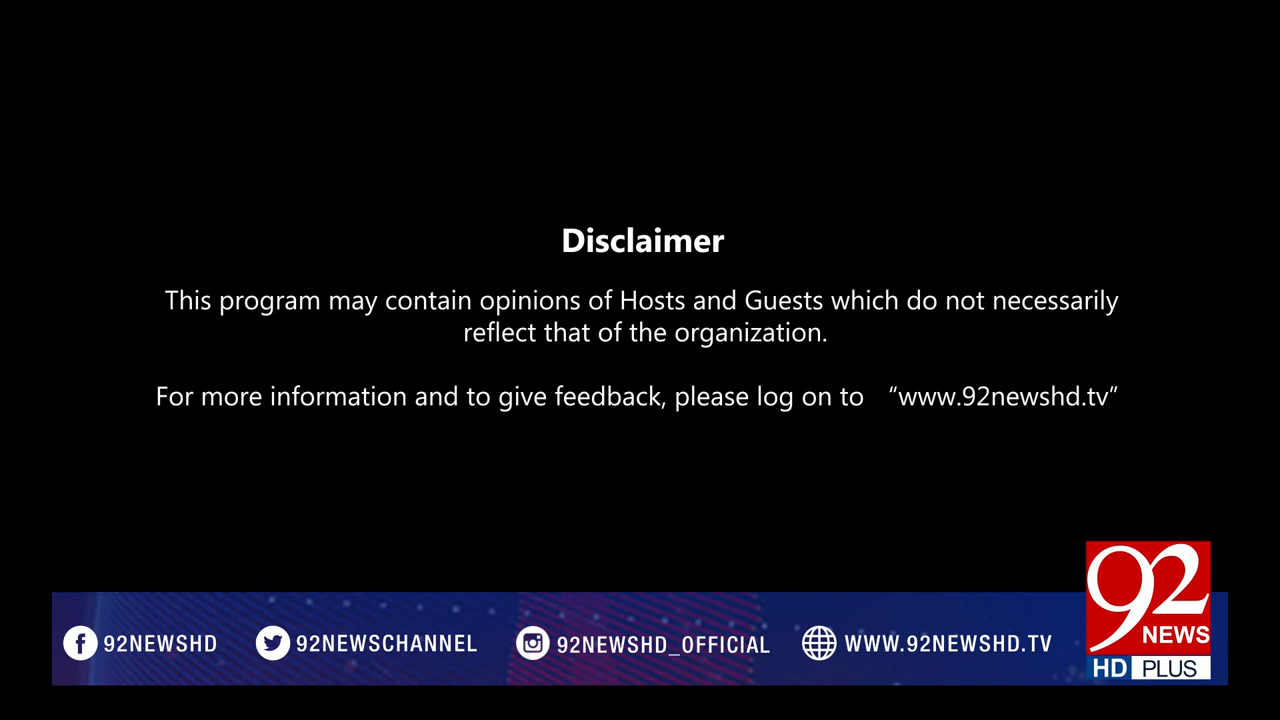 Disclaimer
This program may contain opinions of Hosts and Guests which do not necessarily
reflect that of the organization.
For more information and to give feedback, please log on to “www.92newshd.tv”
92NEWSHD
92NEWSCHANNEL
92NEWSHD_OFFICIAL
WWW.92NEWSHD.TV
92
NEWS
HD PLUS